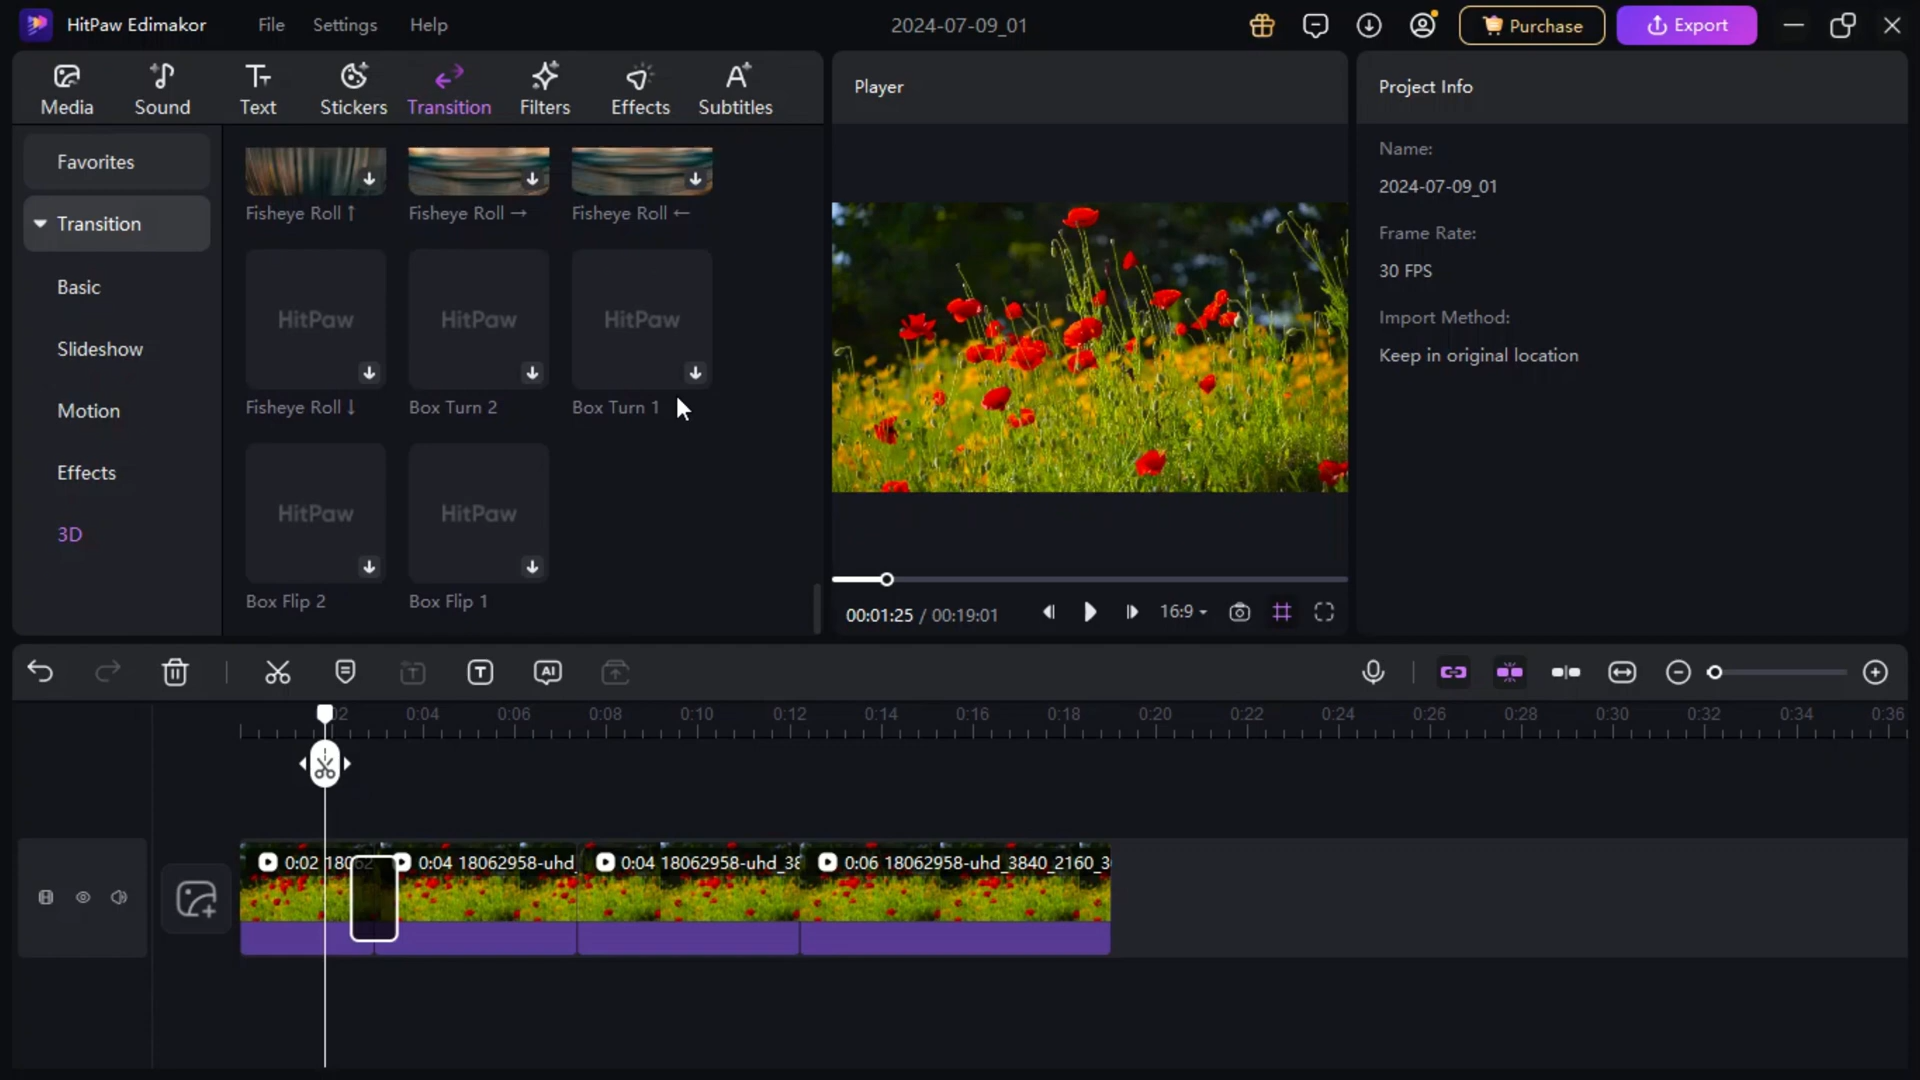 HitPaw Edimakor
File
Settings
Help
2024-07-09_01
Purchase
Export
Media
Sound
Text
Stickers
Transition
Filters
Effects
Subtitles
Player
Project Info
Favorites
Transition
Basic
Slideshow
Motion
Effects
3D
Fisheye Roll ↑
Fisheye Roll →
Fisheye Roll ←
HitPaw
HitPaw
HitPaw
Fisheye Roll ↓
Box Turn 2
Box Turn 1
HitPaw
HitPaw
Box Flip 2
Box Flip 1
Name:
2024-07-09_01
Frame Rate:
30 FPS
Import Method:
Keep in original location
00:01:25 / 00:19:01
16:9
AI
0:04
0:06
0:08
0:10
0:12
0:14
0:16
0:18
0:20
0:22
0:24
0:26
0:28
0:30
0:32
0:34
0:36
0:02 18062
0:04 18062958-uhd_
0:04 18062958-uhd_38
0:06 18062958-uhd_3840_2160_3